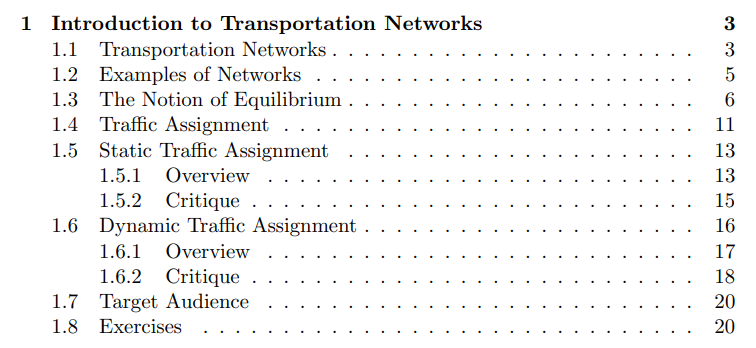 1 Introduction to Transportation Networks 3
1.1 Transportation Networks . . . . . . . . . . . . . . . . . . . . . . . 3
1.2 Examples of Networks . . . . . . . . . . . . . . . . . . . . . . . . 5
1.3 The Notion of Equilibrium . . . . . . . . . . . . . . . . . . . . . . 6
1.4 Traffic Assignment . . . . . . . . . . . . . . . . . . . . . . . . . . 11
1.5 Static Traffic Assignment . . . . . . . . . . . . . . . . . . . . . . 13
1.5.1 Overview . . . . . . . . . . . . . . . . . . . . . . . . . . . 13
1.5.2 Critique . . . . . . . . . . . . . . . . . . . . . . . . . . . . 15
1.6 Dynamic Traffic Assignment . . . . . . . . . . . . . . . . . . . . . 16
1.6.1 Overview . . . . . . . . . . . . . . . . . . . . . . . . . . . 17
1.6.2 Critique . . . . . . . . . . . . . . . . . . . . . . . . . . . . 18
1.7 Target Audience . . . . . . . . . . . . . . . . . . . . . . . . . . . 20
1.8 Exercises . . . . . . . . . . . . . . . . . . . . . . . . . . . . . . . 20